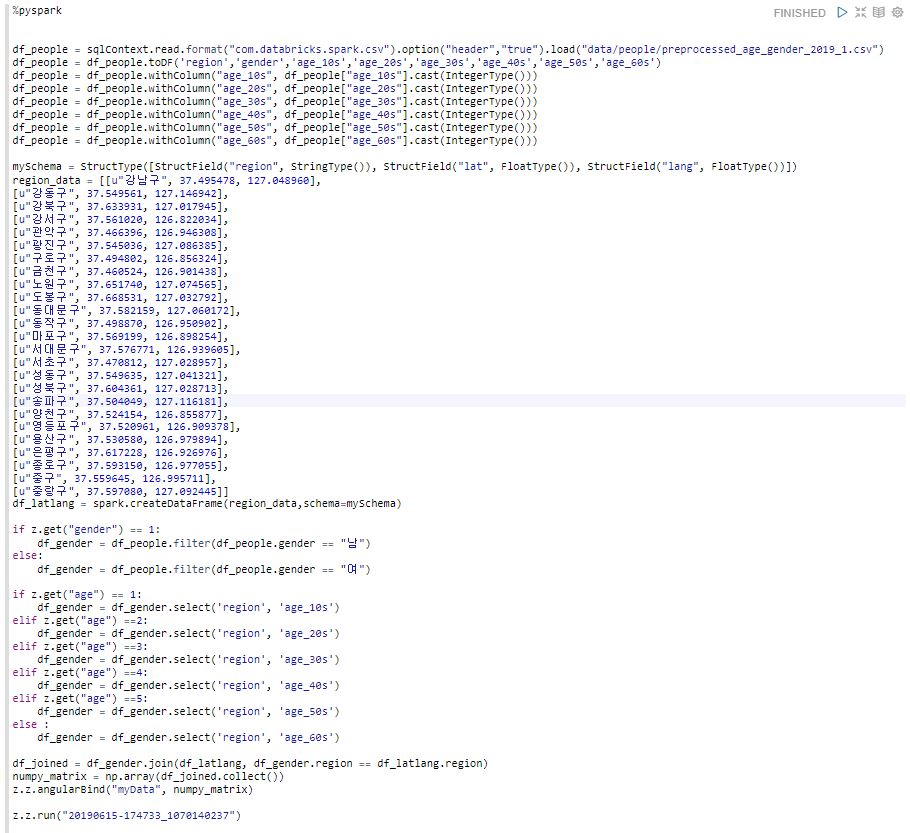 %pyspark
FINISHED
df_people = sqlContext.read.format("com.databricks.spark.csv").option("header","true").load("data/people/preprocessed_age_gender_2019_1.csv")
df_people = df_people.toDF('region','gender','age_10s','age_20s','age_30s','age_40s','age_50s','age_60s')
df_people = df_people.withColumn("age_10s", df_people["age_10s"].cast(IntegerType()))
df_people = df_people.withColumn("age_20s", df_people["age_20s"].cast(IntegerType()))
df_people = df_people.withColumn("age_30s", df_people["age_30s"].cast(IntegerType()))
df_people = df_people.withColumn("age_40s", df_people["age_40s"].cast(IntegerType()))
df_people = df_people.withColumn("age_50s", df_people["age_50s"].cast(IntegerType()))
df_people = df_people.withColumn("age_60s", df_people["age_60s"].cast(IntegerType()))
mySchema = StructType([StructField("region", StringType()), StructField("lat", FloatType()), StructField("lang", FloatType())])
region_data = [[u"강남구", 37.495478, 127.048960],
[u"강동구", 37.549561, 127.146942],
[u"강북구", 37.633931, 127.017945],
[u"강서구", 37.561020, 126.822034],
[u"관악구", 37.466396, 126.946308],
[u"광진구", 37.545036, 127.086385],
[u"구로구", 37.494802, 126.856324],
[u"금천구", 37.460524, 126.901438],
[u"노원구", 37.651740, 127.074565],
[u"도봉구", 37.668531, 127.032792],
[u"동대문구", 37.582159, 127.060172],
[u"동작구", 37.498870, 126.950902],
[u"마포구", 37.569199, 126.898254],
[u"서대문구", 37.576771, 126.939605],
[u"서초구", 37.470812, 127.028957],
[u"성동구", 37.549635, 127.041321],
[u"성북구", 37.604361, 127.028713],
[u"송파구", 37.504049, 127.116181],
[u"양천구", 37.524154, 126.855877],
[u"영등포구", 37.520961, 126.909378],
[u"용산구", 37.530580, 126.979894],
[u"은평구", 37.617228, 126.926976],
[u"종로구", 37.593150, 126.977055],
[u"중구", 37.559645, 126.995711],
[u"중랑구", 37.597080, 127.092445]]
df_latlang = spark.createDataFrame(region_data,schema=mySchema)
if z.get("gender") == 1:
    df_gender = df_people.filter(df_people.gender == "남")
else:
    df_gender = df_people.filter(df_people.gender == "여")
if z.get("age") == 1:
    df_gender = df_gender.select('region', 'age_10s')
elif z.get("age") ==2:
    df_gender = df_gender.select('region', 'age_20s')
elif z.get("age") ==3:
    df_gender = df_gender.select('region', 'age_30s')
elif z.get("age") ==4:
    df_gender = df_gender.select('region', 'age_40s')
elif z.get("age") ==5:
    df_gender = df_gender.select('region', 'age_50s')
else :
    df_gender = df_gender.select('region', 'age_60s')
df_joined = df_gender.join(df_latlang, df_gender.region == df_latlang.region)
numpy_matrix = np.array(df_joined.collect())
z.z.angularBind("myData", numpy_matrix)
z.z.run("20190615-174733_1070140237")